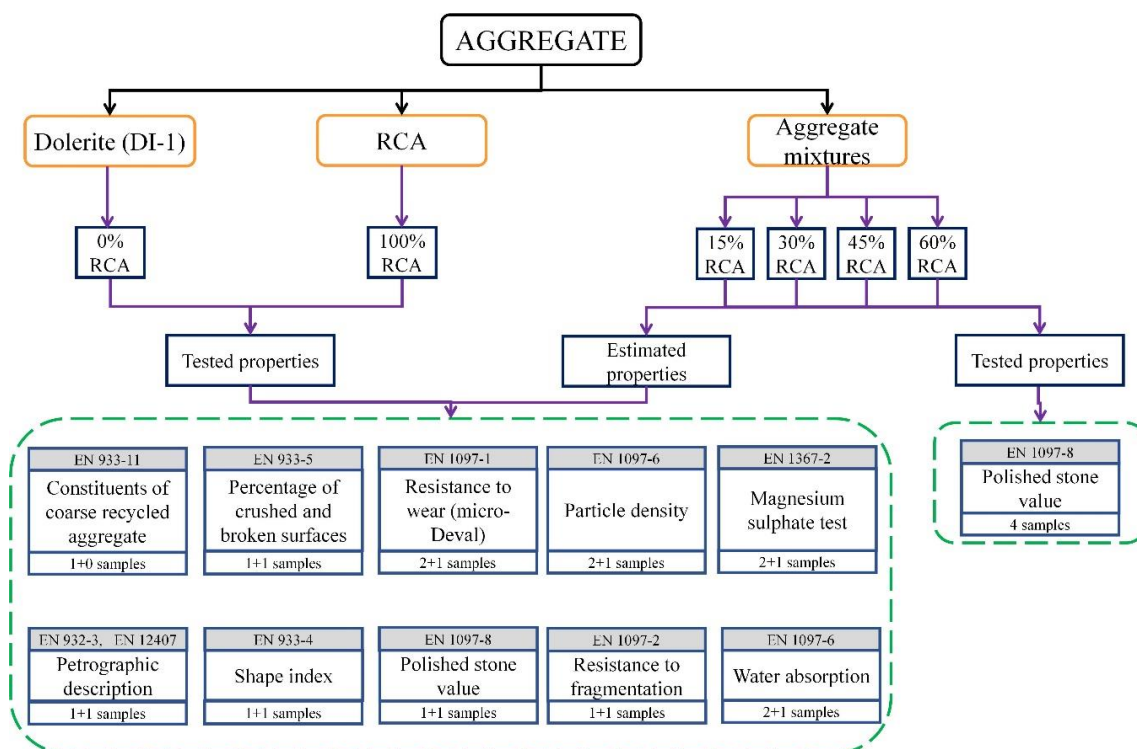 AGGREGATE
Dolerite (DI-1)
RCA
Aggregate
mixtures
0%
RCA
100%
RCA
15%
RCA
30%
RCA
45%
RCA
60%
RCA
Tested properties
Estimated
properties
Tested properties
EN 933-11
Constituents of
coarse recycled
aggregate
1+0 samples
EN 933-5
Percentage of
crushed and
broken surfaces
1+1 samples
EN 1097-1
Resistance to
wear (micro-
Deval)
2+1 samples
EN 1097-6
Particle density
2+1 samples
EN 1367-2
Magnesium
sulphate test
2+1 samples
EN 1097-8
Polished stone
value
4 samples
EN 932-3, EN 12407
Petrographic
description
1+1 samples
EN 933-4
Shape index
1+1 samples
EN 1097-8
Polished stone
value
1+1 samples
EN 1097-2
Resistance to
fragmentation
1+1 samples
EN 1097-6
Water absorption
2+1 samples